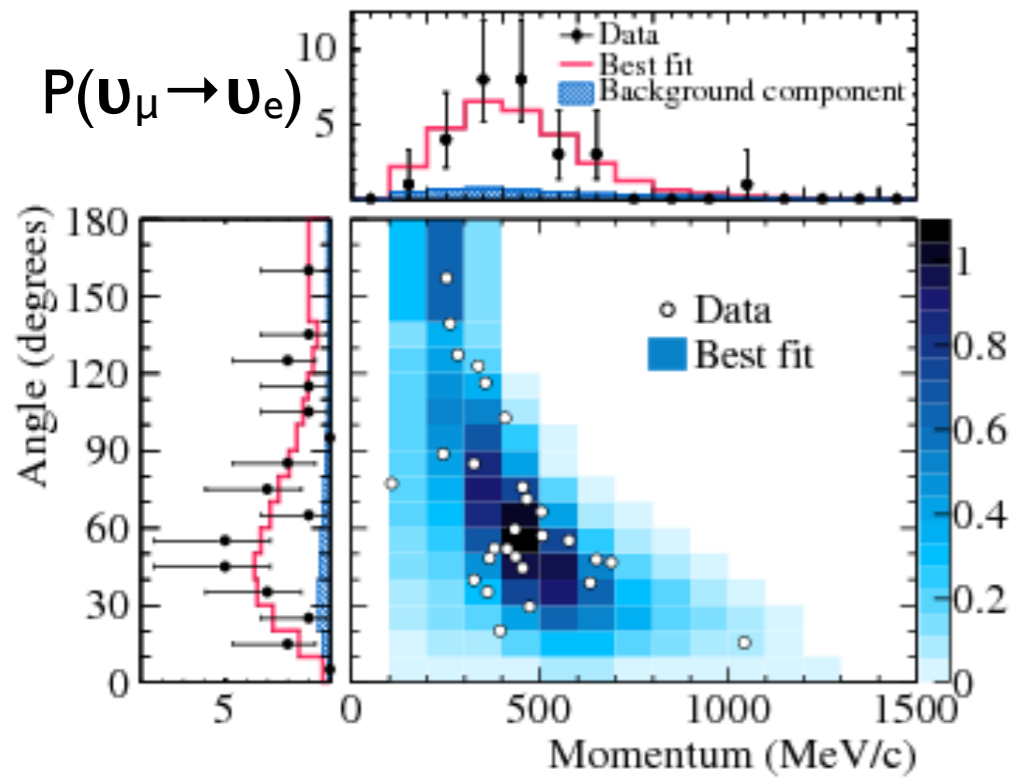 P(υμ→υe)
10
5
Data
Best fit
Background component
Angle (degrees)
180
150
120
90
60
30
0
5
Data
Best fit
1
0.8
0.6
0.4
0.2
0
0
500
1000
1500
Momentum (MeV/c)